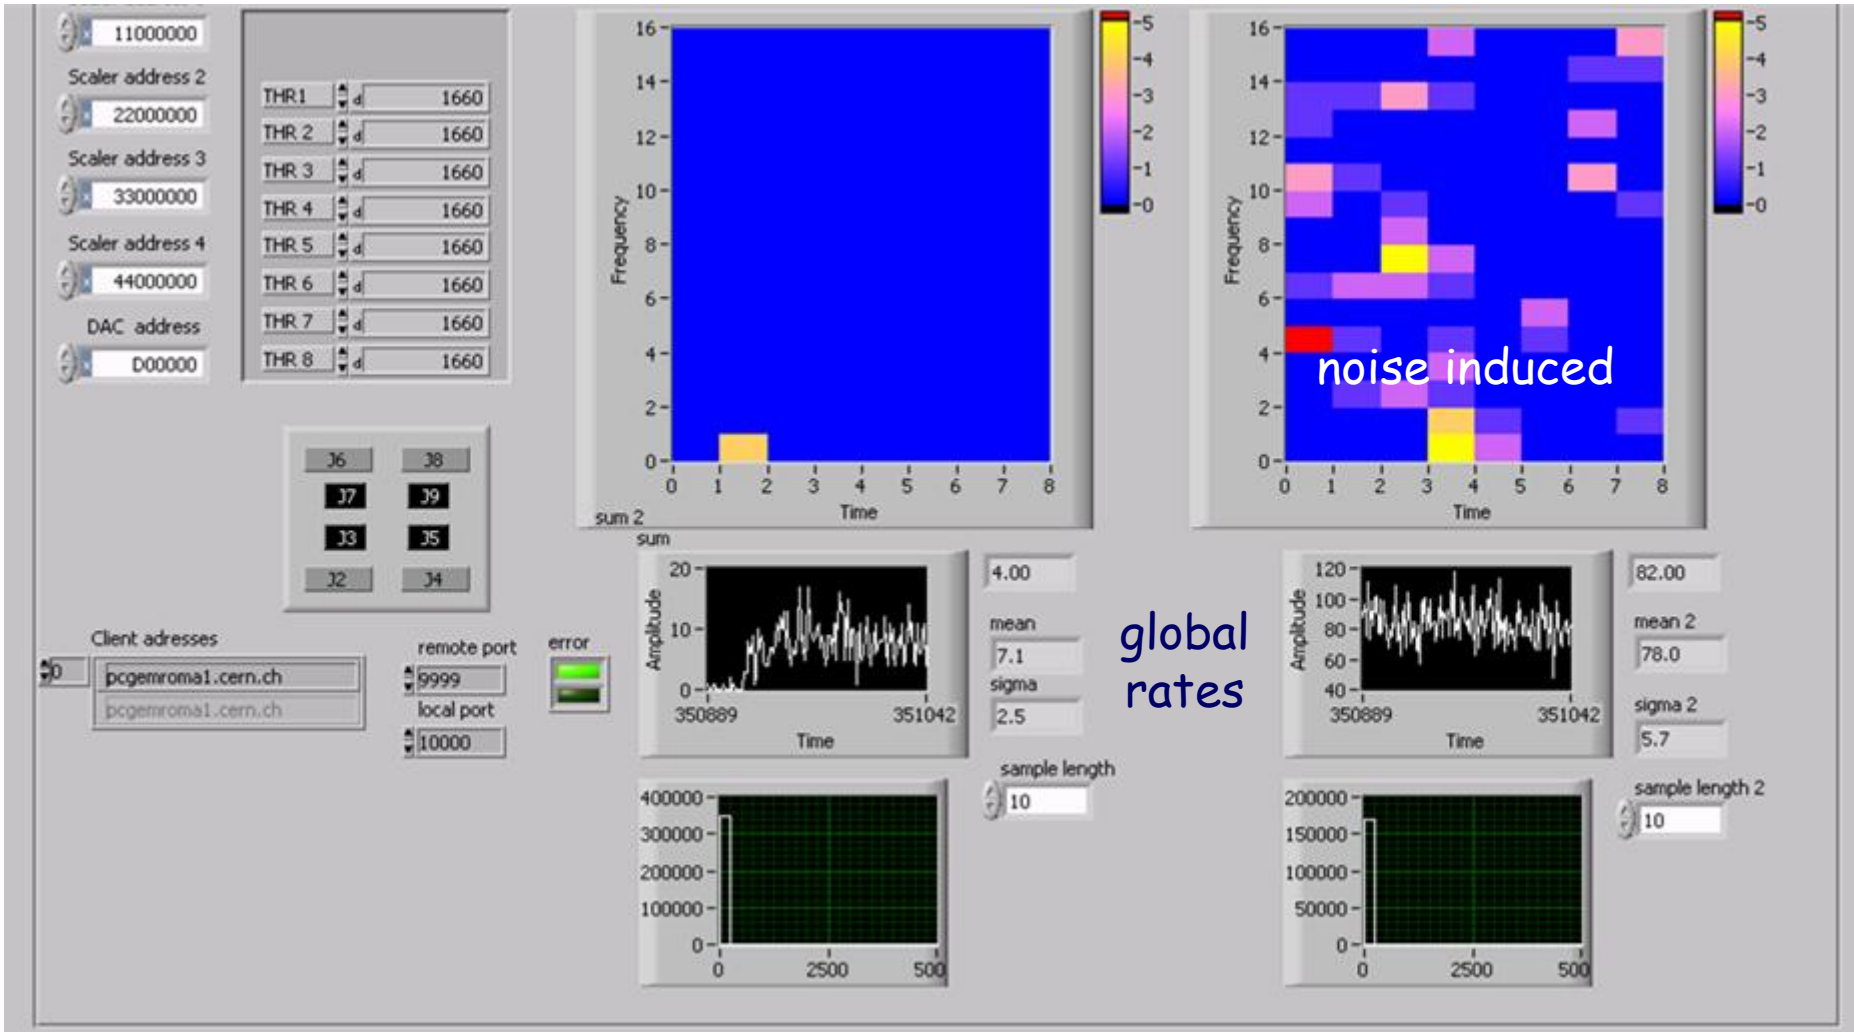 11000000
Scaler address 2
22000000
Scaler address 3
33000000
Scaler address 4
44000000
DAC address
D00000
THR1 d 1660
THR 2 d 1660
THR 3 d 1660
THR 4 d 1660
THR 5 d 1660
THR 6 d 1660
THR 7 d 1660
THR 8 d 1660
J6 J8
J7 J9
J3 J5
J2 J4
Client adresses
0 pcgemroma1.cern.ch
pcgemroma1.cern.ch
remote port
9999
local port
10000
error
Frequency
16
14
12
10
8
6
4
2
0
0 1 2 3 4 5 6 7 8
Time
5
4
3
2
1
0
sum 2
Frequency
16
14
12
10
8
6
4
2
0
0 1 2 3 4 5 6 7 8
Time
5
4
3
2
1
0
noise induced
sum
Amplitude
20
10
0
350889 351042
Time
4.00
mean
7.1
sigma
2.5
sample length
10
global
rates
Amplitude
120
100
80
60
40
350889 351042
Time
82.00
mean 2
78.0
sigma 2
5.7
sample length 2
10
400000
300000
200000
100000
0
0 2500 500
200000
150000
100000
50000
0
0 2500 500